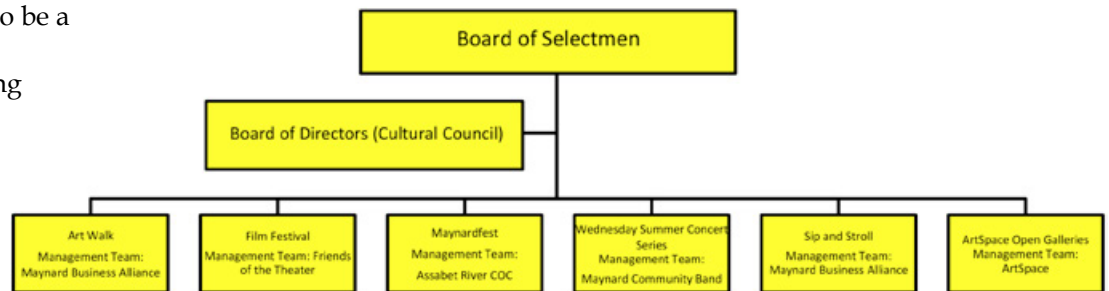 o be a
ng
Board of Selectmen
Board of Directors (Cultural Council)
Art Walk
Management Team:
Maynard Business Alliance
Film Festival
Management Team: Friends
of the Theater
Maynardfest
Management Team:
Assabet River COC
Wednesday Summer Concert
Series
Management Team:
Maynard Community Band
Sip and Stroll
Management Team:
Maynard Business Alliance
ArtSpace Open Galleries
Management Team:
ArtSpace